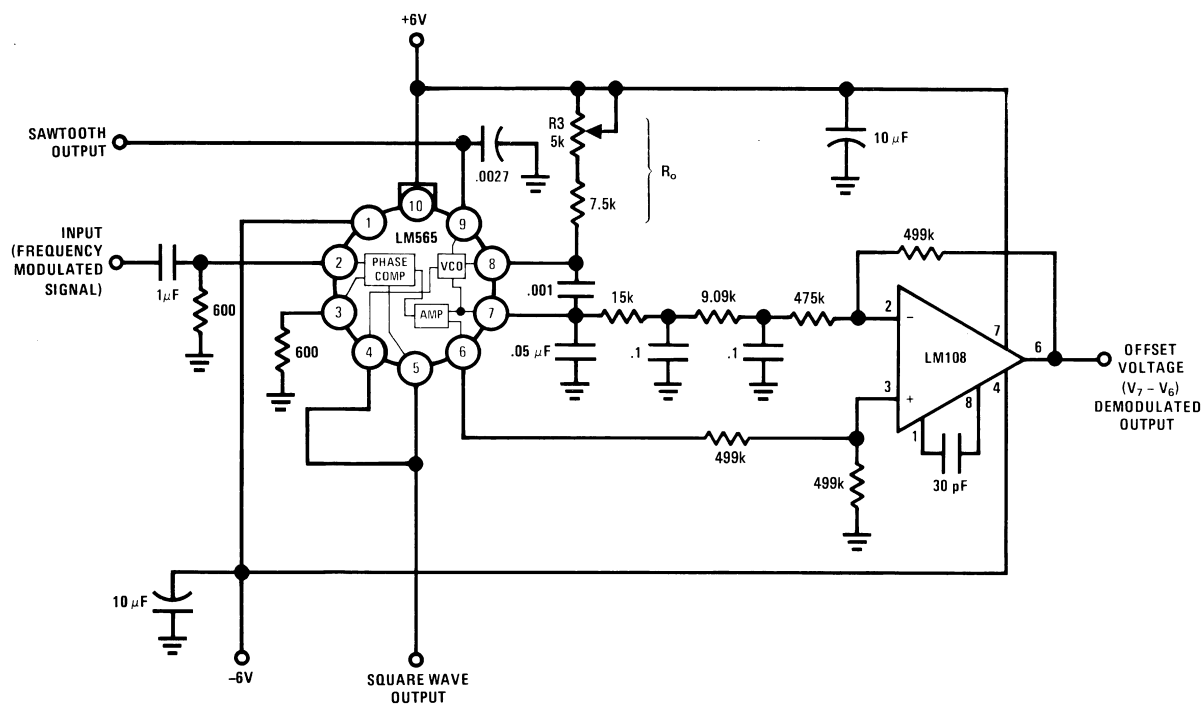 +6V
SAWTOOTH
OUTPUT
.0027
R3
5k
Ro
7.5k
10 μF
INPUT
(FREQUENCY
MODULATED
SIGNAL)
1μF
600
600
LM565
1
2
3
4
5
6
7
8
9
10
PHASE
COMP
VCO
AMP
.001
.05 μF
15k
.1
9.09k
.1
475k
499k
2
−
3
+
LM108
7
6
4
8
1
30 pF
499k
499k
OFFSET
VOLTAGE
(V7 – V6)
DEMODULATED
OUTPUT
10 μF
–6V
SQUARE WAVE
OUTPUT